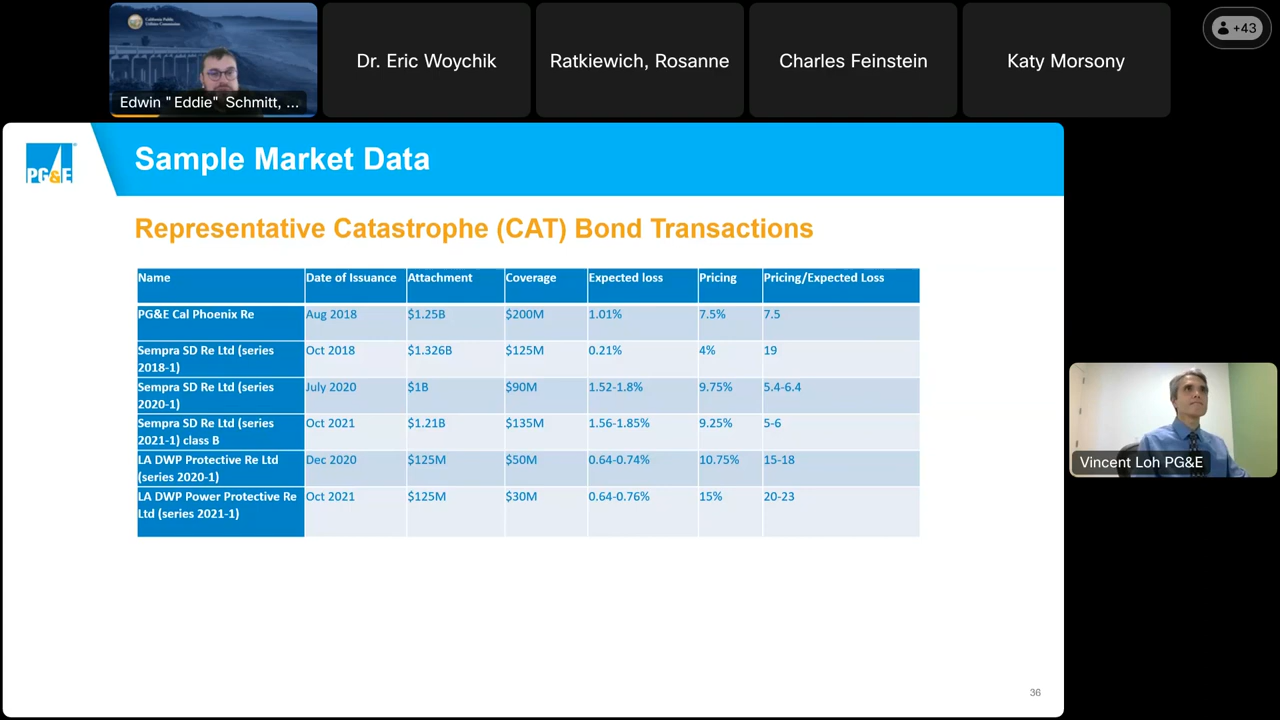 California Public
Utilities Commission
Edwin "Eddie" Schmitt, ...
Dr. Eric Woychik
Ratkiewich, Rosanne
Charles Feinstein
Katy Morsony
+43
PG&E
Sample Market Data
Representative Catastrophe (CAT) Bond Transactions
Name Date of Issuance Attachment Coverage Expected loss Pricing Pricing/Expected Loss
PG&E Cal Phoenix Re Aug 2018 $1.25B $200M 1.01% 7.5% 7.5
Sempra SD Re Ltd (series Oct 2018 $1.326B $125M 0.21% 4% 19
2018-1)
Sempra SD Re Ltd (series July 2020 $1B $90M 1.52-1.8% 9.75% 5.4-6.4
2020-1)
Sempra SD Re Ltd (series Oct 2021 $1.21B $135M 1.56-1.85% 9.25% 5-6
2021-1) class B
LA DWP Protective Re Ltd Dec 2020 $125M $50M 0.64-0.74% 10.75% 15-18
(series 2020-1)
LA DWP Power Protective Re Oct 2021 $125M $30M 0.64-0.76% 15% 20-23
Ltd (series 2021-1)
Vincent Loh PG&E
36